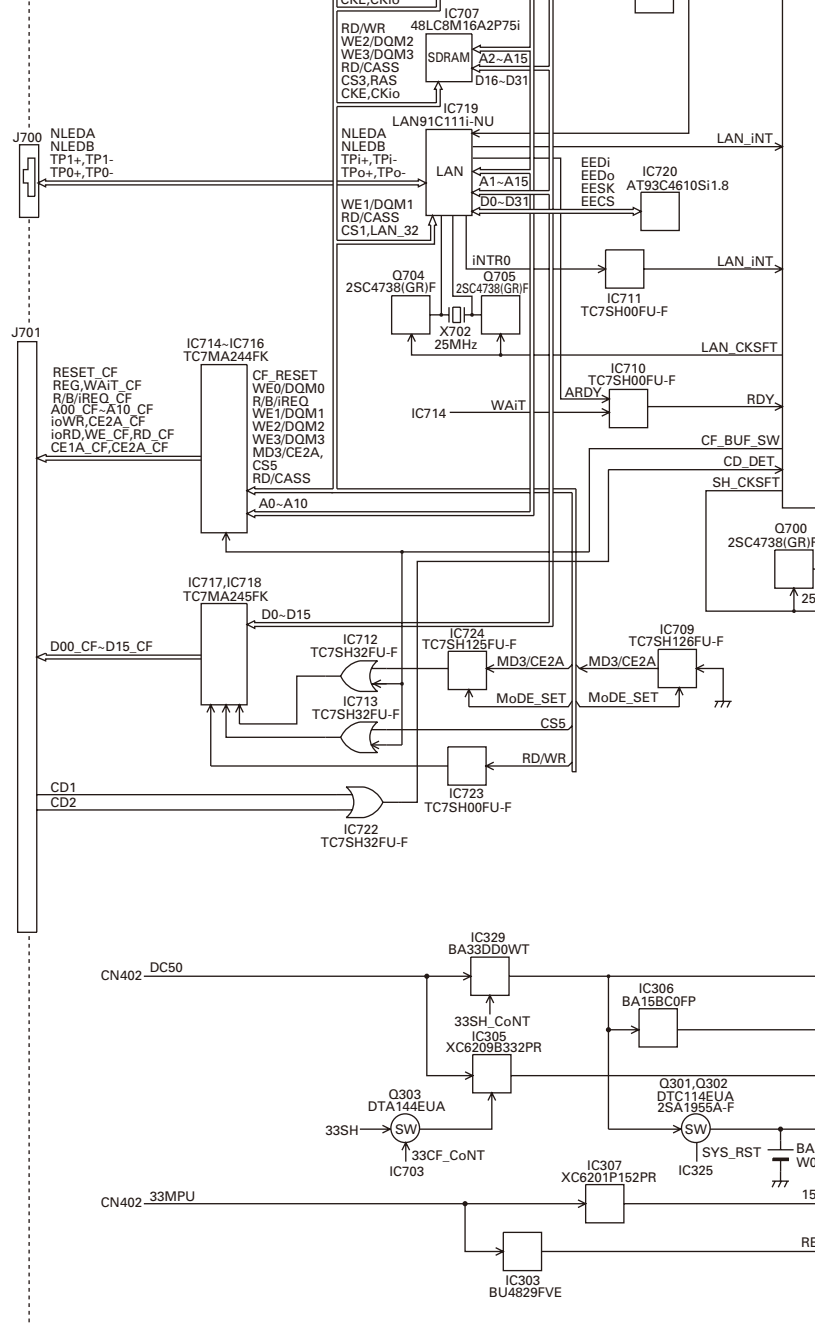 CKE,CKio
IC707
48LC8M16A2P75i
RD/WR
WE2/DQM2
WE3/DQM3
RD/CASS
CS3,RAS
CKE,CKio
SDRAM
A2~A15
D16~D31
IC719
LAN91C111i-NU
J700
NLEDA
NLEDB
TP1+,TP1-
TP0+,TP0-
NLEDA
NLEDB
TPi+,TPi-
TPo+,TPo-
LAN
LAN_iNT
A1~A15
D0~D31
EEDi
EEDo
EESK
EECS
IC720
AT93C4610Si1.8
WE1/DQM1
RD/CASS
CS1,LAN_32
iNTR0
LAN_iNT
IC711
TC7SH00FU-F
Q704
2SC4738(GR)F
Q705
2SC4738(GR)F
X702
25MHz
J701
IC714~IC716
TC7MA244FK
LAN_CKSFT
RESET_CF
REG,WAiT_CF
R/B/iREQ_CF
A00_CF~A10_CF
ioWR,CE2A_CF
ioRD,WE_CF,RD_CF
CE1A_CF,CE2A_CF
CF_RESET
WE0/DQM0
R/B/iREQ
WE1/DQM1
WE2/DQM2
WE3/DQM3
MD3/CE2A,
CS5
RD/CASS
IC710
TC7SH00FU-F
ARDY
RDY
IC714
WAiT
CF_BUF_SW
CD_DET
SH_CKSFT
A0~A10
Q700
2SC4738(GR)F
25
IC717,IC718
TC7MA245FK
D0~D15
D00_CF~D15_CF
IC712
TC7SH32FU-F
IC724
TC7SH125FU-F
IC709
TC7SH126FU-F
MD3/CE2A
MD3/CE2A
MoDE_SET
MoDE_SET
IC713
TC7SH32FU-F
CS5
RD/WR
IC723
TC7SH00FU-F
CD1
CD2
IC722
TC7SH32FU-F
IC329
BA33DD0WT
CN402
DC50
33SH_CoNT
IC306
BA15BC0FP
IC305
XC6209B332PR
Q303
DTA144EUA
33SH
SW
33CF_CoNT
IC703
Q301,Q302
DTC114EUA
2SA1955A-F
SW
SYS_RST
IC325
BA
W0
IC307
XC6201P152PR
CN402
33MPU
15
RE
IC303
BU4829FVE